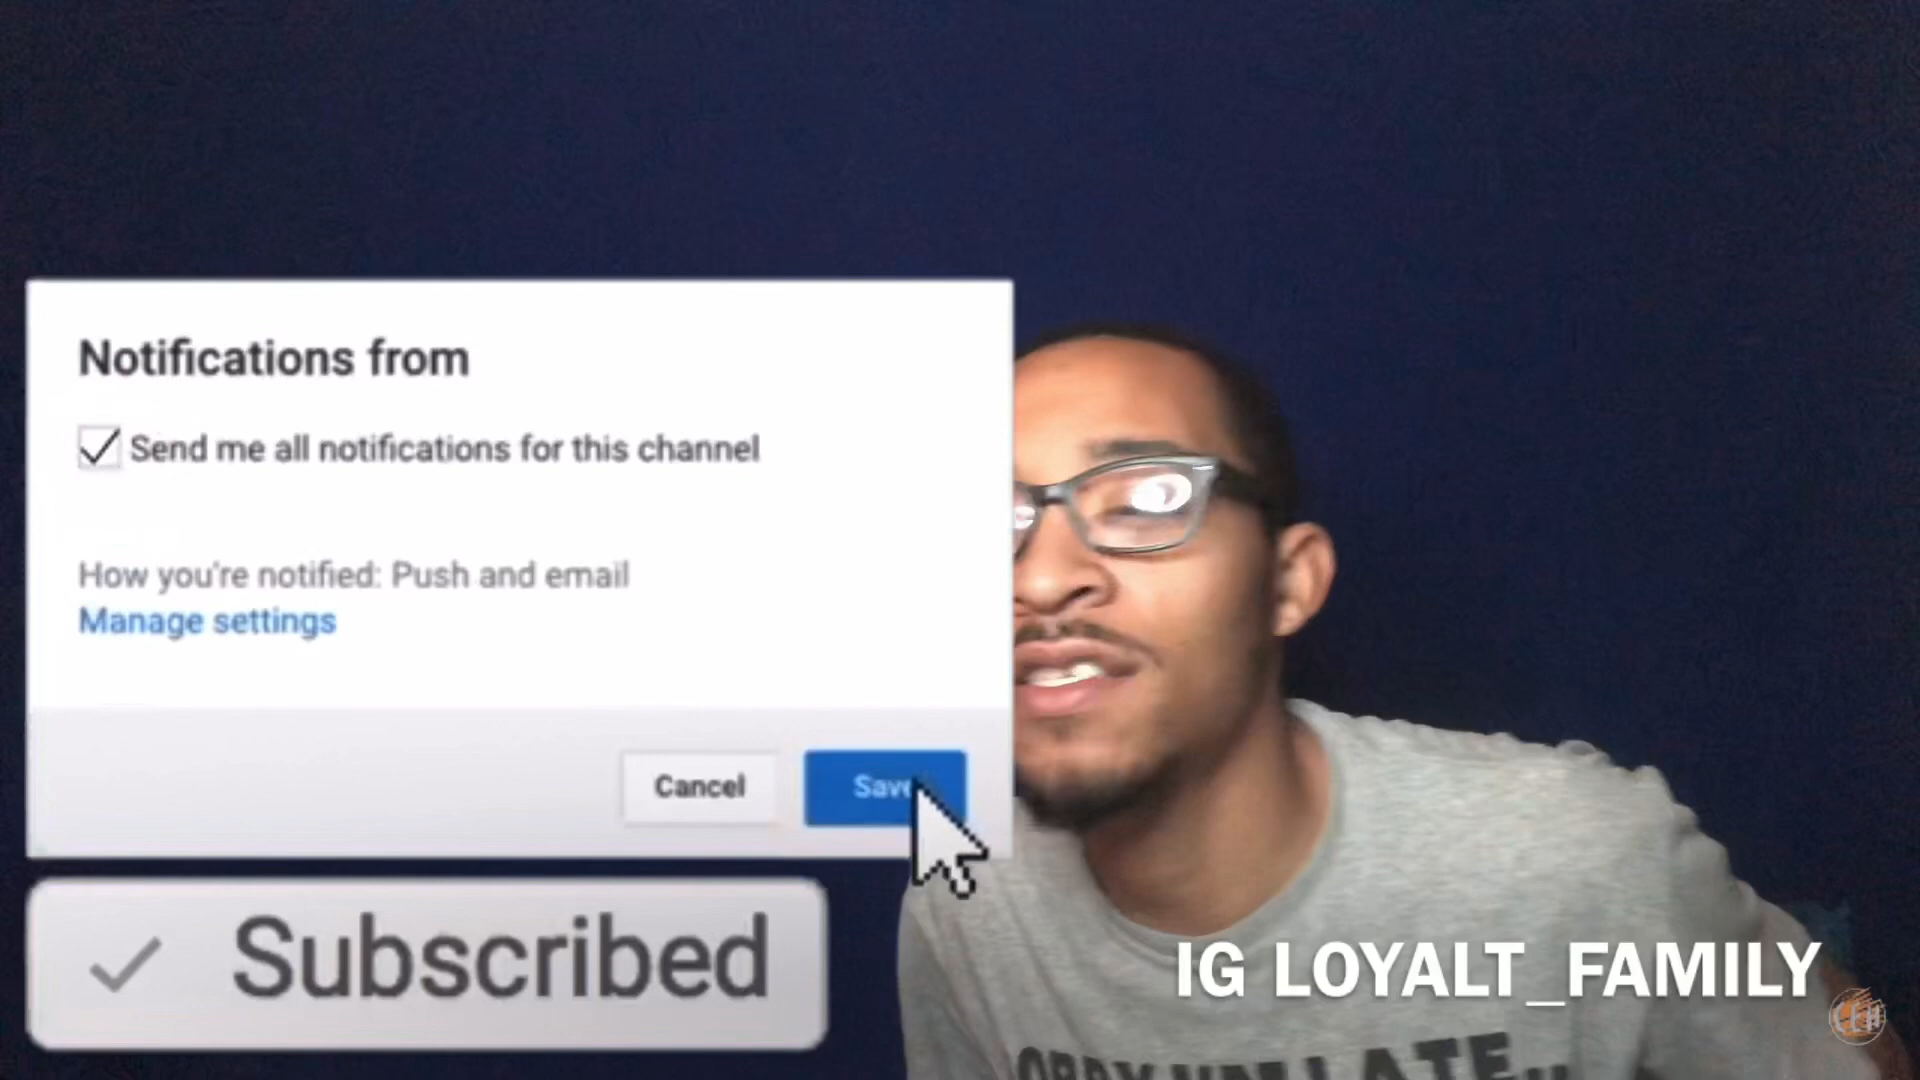 Notifications from
Send me all notifications for this channel
How you're notified: Push and email
Manage settings
Cancel
Save
Subscribed
IG LOYALT_FAMILY
LATE..